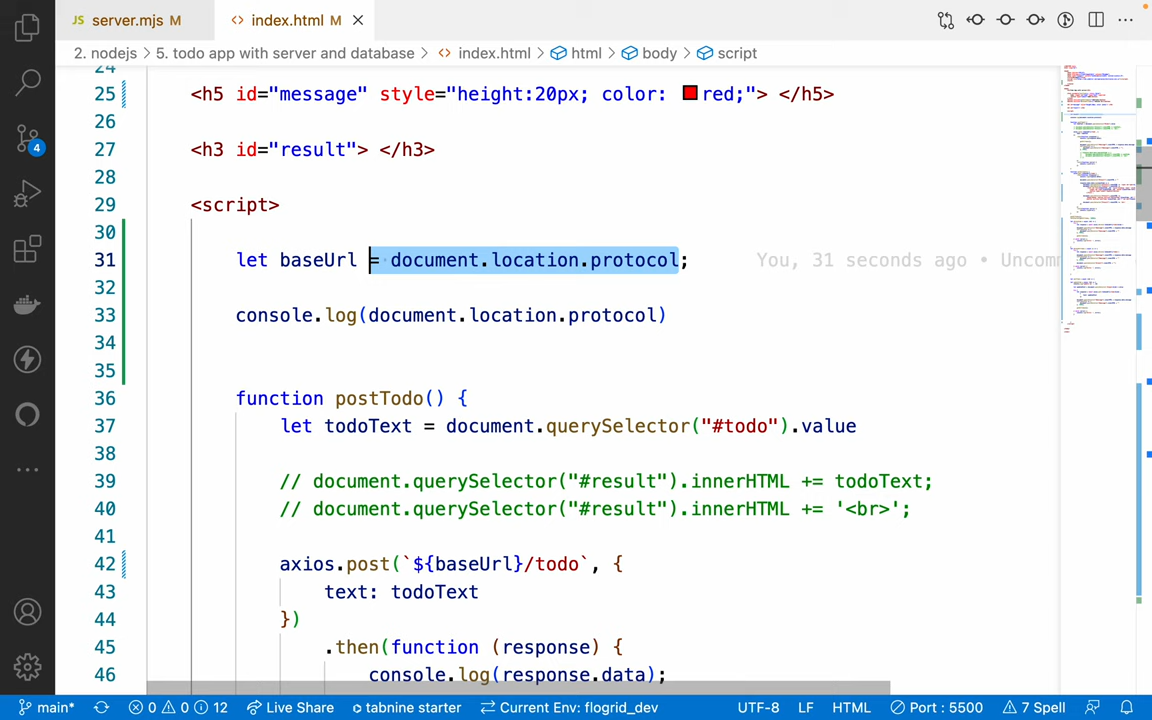 JS server.mjs M <> index.html M
2. nodejs > 5. todo app with server and database > <> index.html > html > body > script
24
25 <h5 id="message" style="height:20px; color: red;"> </h5>
26
27 <h3 id="result"> </h3>
28
29 <script>
30
31 let baseUrl = document.location.protocol; You, 31 seconds ago • Uncomm
32
33 console.log(document.location.protocol)
34
35
36 function postTodo() {
37 let todoText = document.querySelector("#todo").value
38
39 // document.querySelector("#result").innerHTML += todoText;
40 // document.querySelector("#result").innerHTML += '<br>';
41
42 axios.post(`${baseUrl}/todo`, {
43 text: todoText
44 })
45 .then(function (response) {
46 console.log(response.data);
4
main* 0 0 12 Live Share tabnine starter Current Env: flogrid_dev UTF-8 LF HTML Port : 5500 7 Spell